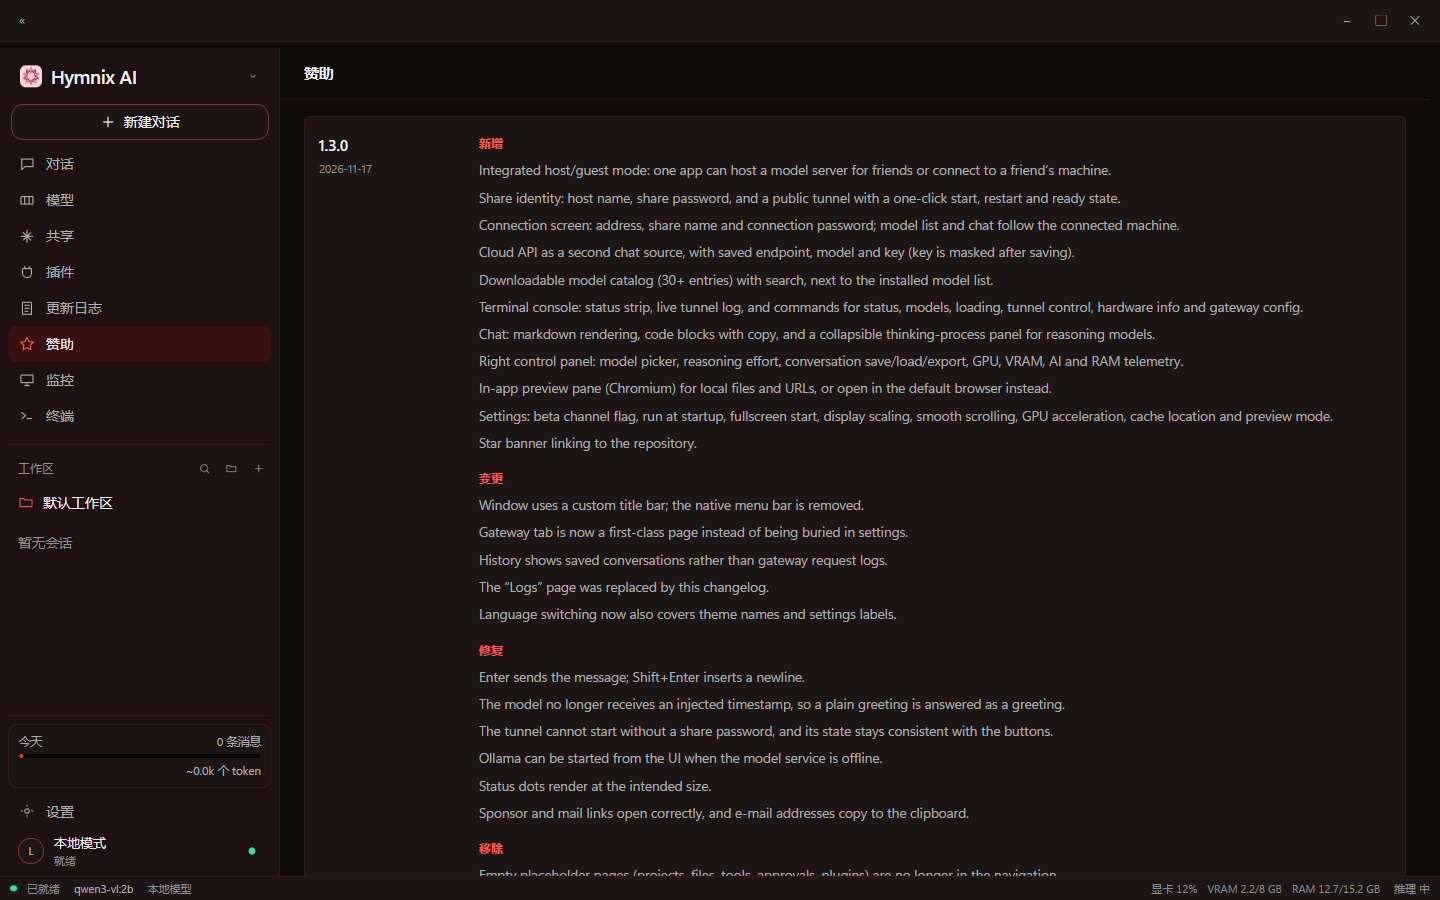 «
Hymnix AI
新建对话
对话
模型
共享
插件
更新日志
赞助
监控
终端
工作区
默认工作区
暂无会话
今天 0 条消息
~0.0k 个 token
设置
L
本地模式
就绪
赞助
1.3.0
2026-11-17
新增
Integrated host/guest mode: one app can host a model server for friends or connect to a friend's machine.
Share identity: host name, share password, and a public tunnel with a one-click start, restart and ready state.
Connection screen: address, share name and connection password; model list and chat follow the connected machine.
Cloud API as a second chat source, with saved endpoint, model and key (key is masked after saving).
Downloadable model catalog (30+ entries) with search, next to the installed model list.
Terminal console: status strip, live tunnel log, and commands for status, models, loading, tunnel control, hardware info and gateway config.
Chat: markdown rendering, code blocks with copy, and a collapsible thinking-process panel for reasoning models.
Right control panel: model picker, reasoning effort, conversation save/load/export, GPU, VRAM, AI and RAM telemetry.
In-app preview pane (Chromium) for local files and URLs, or open in the default browser instead.
Settings: beta channel flag, run at startup, fullscreen start, display scaling, smooth scrolling, GPU acceleration, cache location and preview mode.
Star banner linking to the repository.
变更
Window uses a custom title bar; the native menu bar is removed.
Gateway tab is now a first-class page instead of being buried in settings.
History shows saved conversations rather than gateway request logs.
The “Logs” page was replaced by this changelog.
Language switching now also covers theme names and settings labels.
修复
Enter sends the message; Shift+Enter inserts a newline.
The model no longer receives an injected timestamp, so a plain greeting is answered as a greeting.
The tunnel cannot start without a share password, and its state stays consistent with the buttons.
Ollama can be started from the UI when the model service is offline.
Status dots render at the intended size.
Sponsor and mail links open correctly, and e-mail addresses copy to the clipboard.
移除
Empty placeholder pages (projects, files, tools, approvals, plugins) are no longer in the navigation.
已就绪 qwen3-vl:2b 本地模型 显卡 12% VRAM 2.2/8 GB RAM 12.7/15.2 GB 推理 中